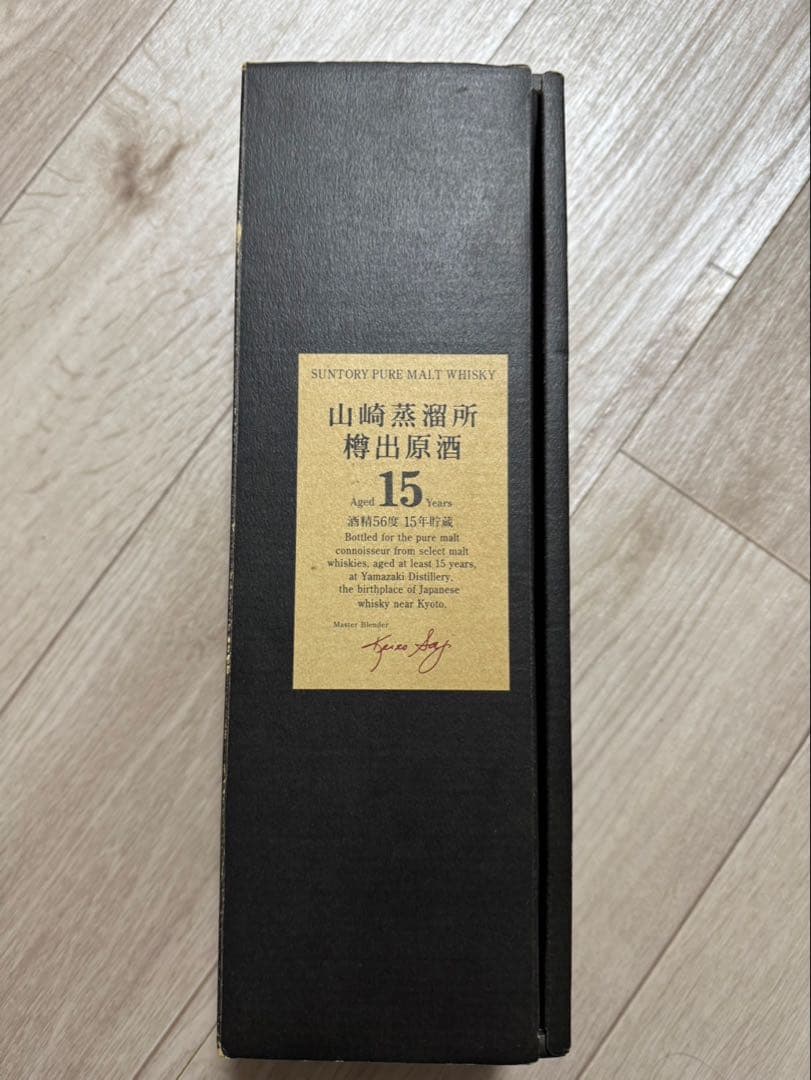 SUNTORY PURE MALT WHISKY
山崎蒸溜所
樽出原酒
Aged 15 Years
酒精56度 15年貯蔵
Bottled for the pure malt
connoisseur from select malt
whiskies, aged at least 15 years,
at Yamazaki Distillery,
the birthplace of Japanese
whisky near Kyoto.
Master Blender